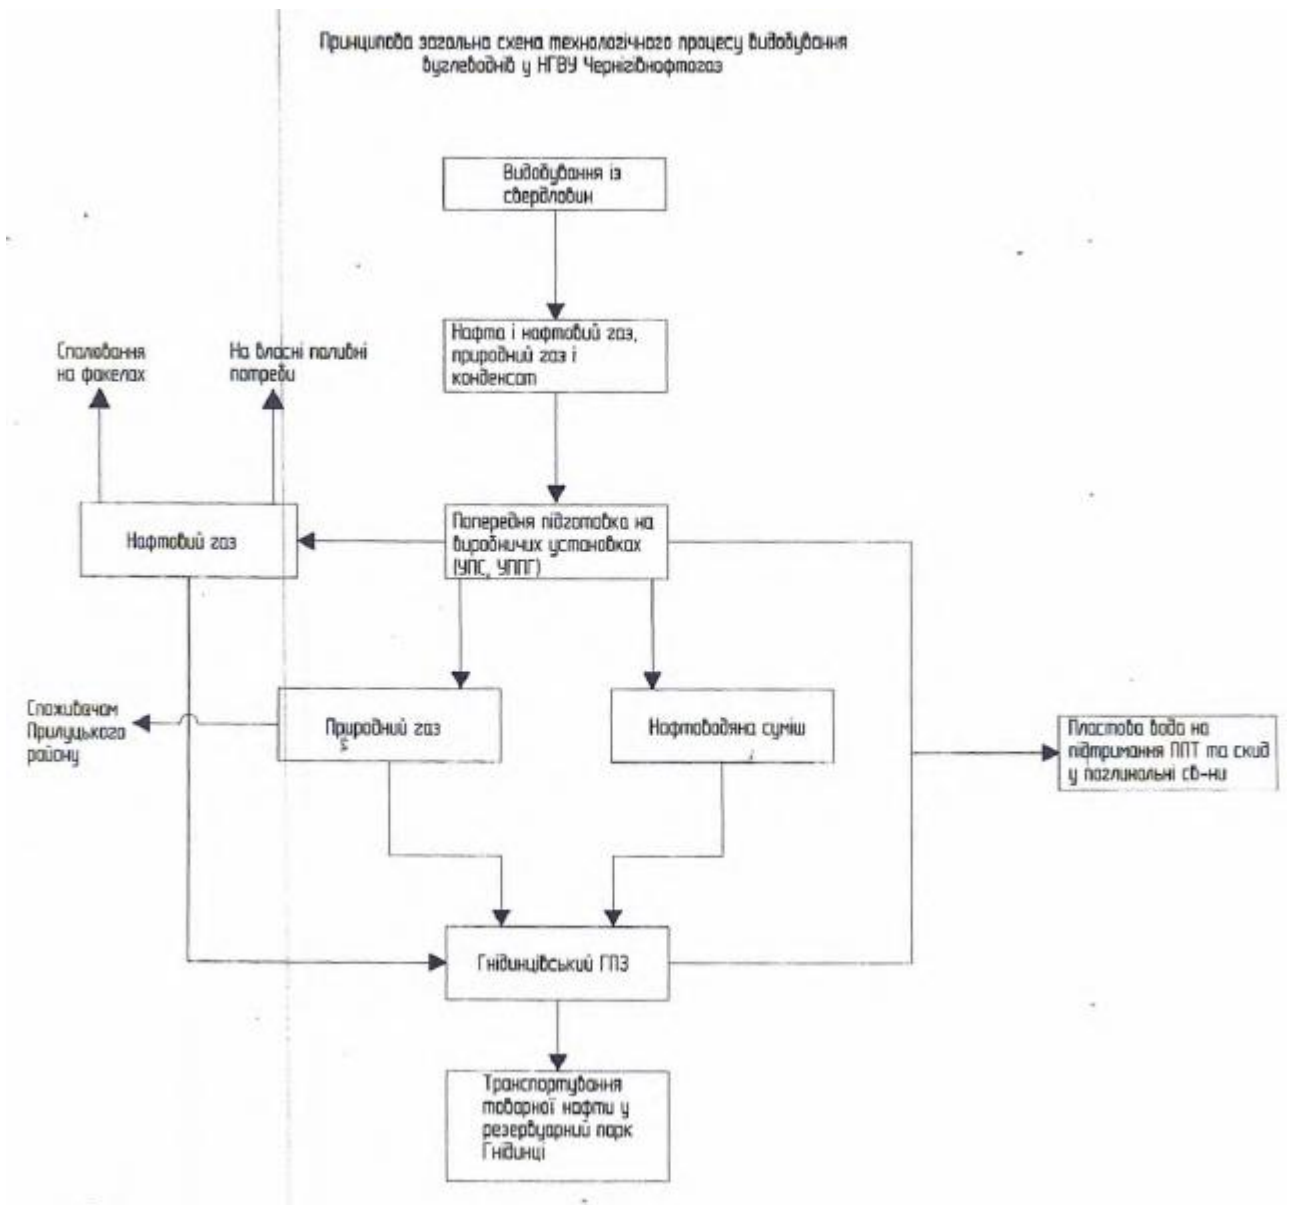 Принципова загальна схема технологічного процесу видобування
вуглеводнів у НГВУ Чернігівнафтогаз
Видобування із
свердловин
Нафта і нафтовий газ,
природний газ і
конденсат
Спалювання
на факелах
На власні паливні
потреби
Нафтовий газ
Попередня підготовка на
виробничих установках
(УПС, УППГ)
Споживачам
Прилуцького
району
Природний газ
Нафтоводяна суміш
Пластова вода на
підтримання ППТ та скид
у поглинальні св-ни
Гнідинцівський ГПЗ
Транспортування
товарної нафти у
резервуарний парк
Гнідинці